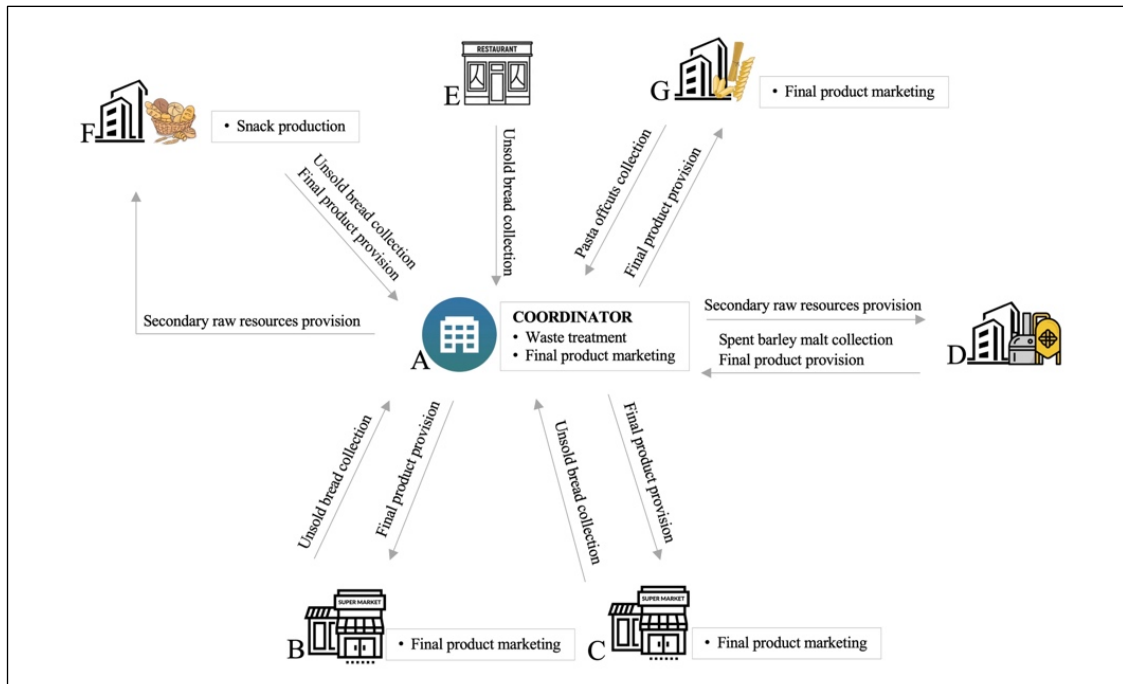 RESTAURANT
E
G
• Final product marketing
F
• Snack production
Unsold bread collection
Final product provision
Unsold bread collection
Pasta offcuts collection
Final product provision
Secondary raw resources provision
A
COORDINATOR
• Waste treatment
• Final product marketing
Secondary raw resources provision
Spent barley malt collection
Final product provision
D
Unsold bread collection
Final product provision
Unsold bread collection
Final product provision
SUPER MARKET
B
• Final product marketing
SUPER MARKET
C
• Final product marketing